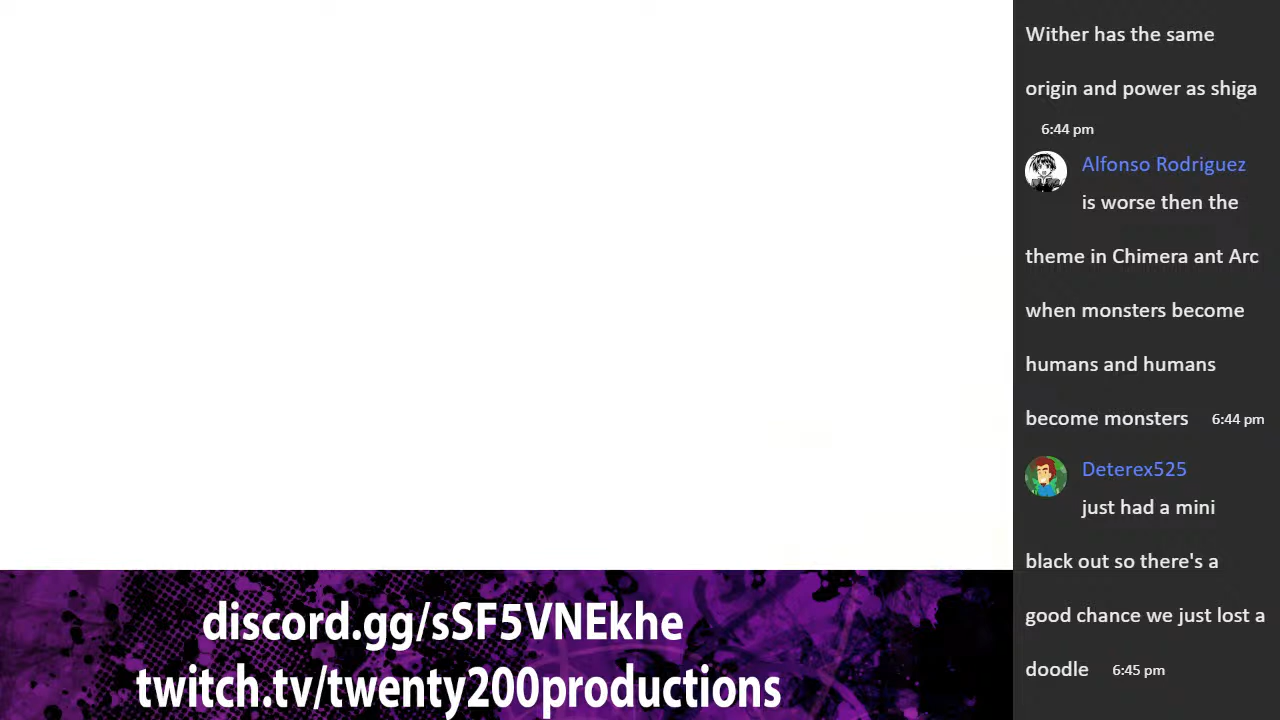 Wither has the same
origin and power as shiga
6:44 pm
Alfonso Rodriguez
is worse then the
theme in Chimera ant Arc
when monsters become
humans and humans
become monsters 6:44 pm
Deterex525
just had a mini
black out so there's a
good chance we just lost a
doodle 6:45 pm
discord.gg/sSF5VNEkhe
twitch.tv/twenty200productions